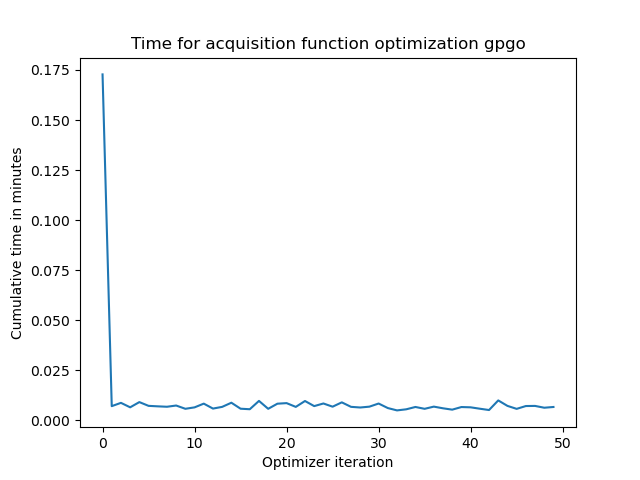 Time for acquisition function optimization gpgo
0.175
0.150
0.125
0.100
0.075
0.050
0.025
0.000
Cumulative time in minutes
0 10 20 30 40 50
Optimizer iteration